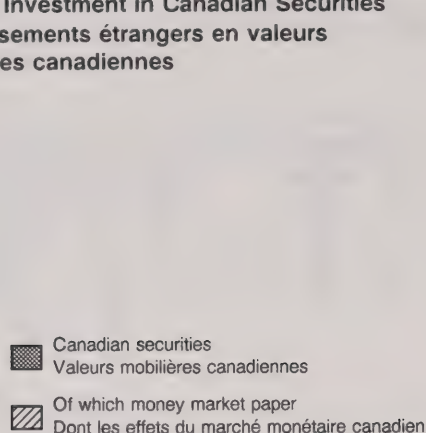 Investment in Canadian Securities
sements étrangers en valeurs
es canadiennes
Canadian securities
Valeurs mobilières canadiennes
Of which money market paper
Dont les effets du marché monétaire canadien